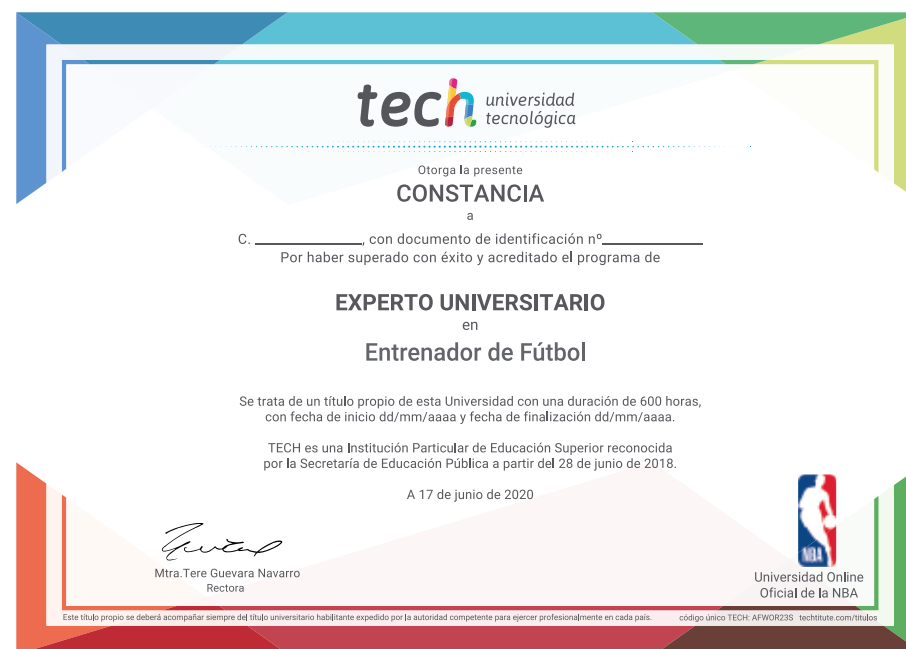 tech universidad
tecnológica
Otorga la presente
CONSTANCIA
a
C. ____________, con documento de identificación nº____________
Por haber superado con éxito y acreditado el programa de
EXPERTO UNIVERSITARIO
en
Entrenador de Fútbol
Se trata de un título propio de esta Universidad con una duración de 600 horas,
con fecha de inicio dd/mm/aaaa y fecha de finalización dd/mm/aaaa.
TECH es una Institución Particular de Educación Superior reconocida
por la Secretaría de Educación Pública a partir del 28 de junio de 2018.
A 17 de junio de 2020
Mtra.Tere Guevara Navarro
Rectora
NBA
Universidad Online
Oficial de la NBA
Este título propio se deberá acompañar siempre del título universitario habilitante expedido por la autoridad competente para ejercer profesionalmente en cada país. código único TECH: AFWOR23S techtitute.com/titulos